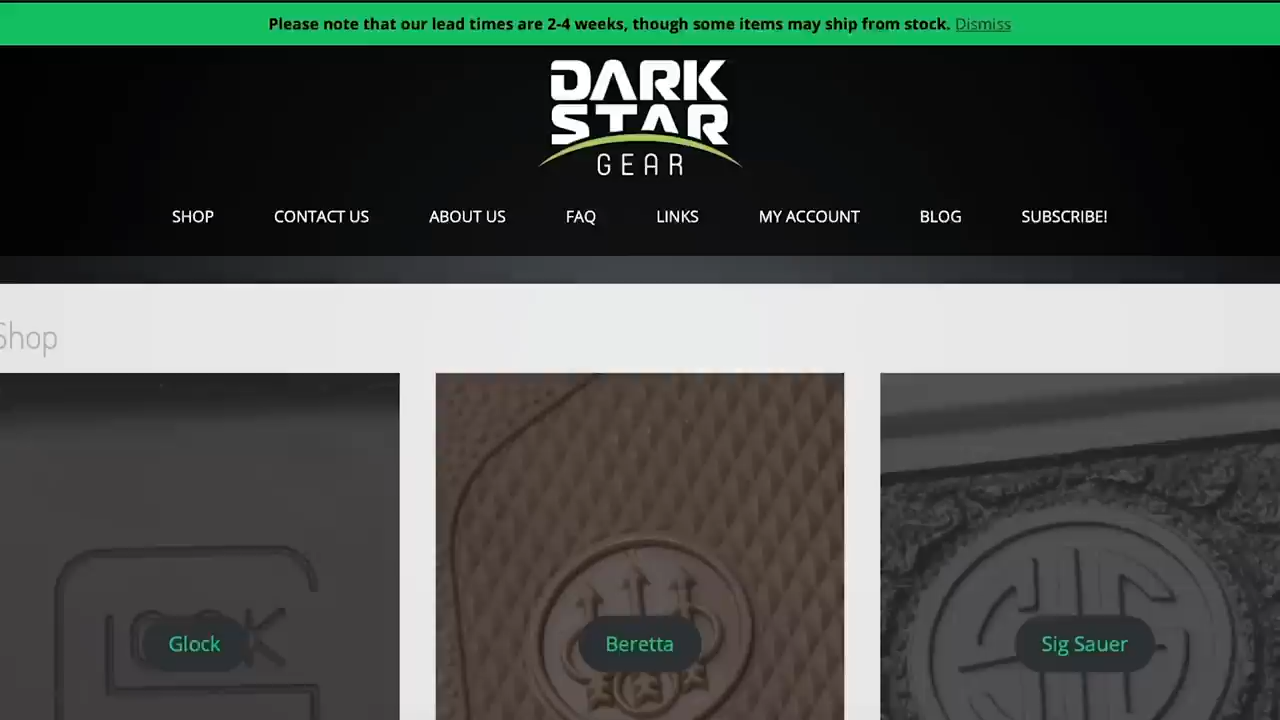 Please note that our lead times are 2-4 weeks, though some items may ship from stock. Dismiss
DARK
STAR
GEAR
SHOP CONTACT US ABOUT US FAQ LINKS MY ACCOUNT BLOG SUBSCRIBE!
Shop
Glock Beretta Sig Sauer